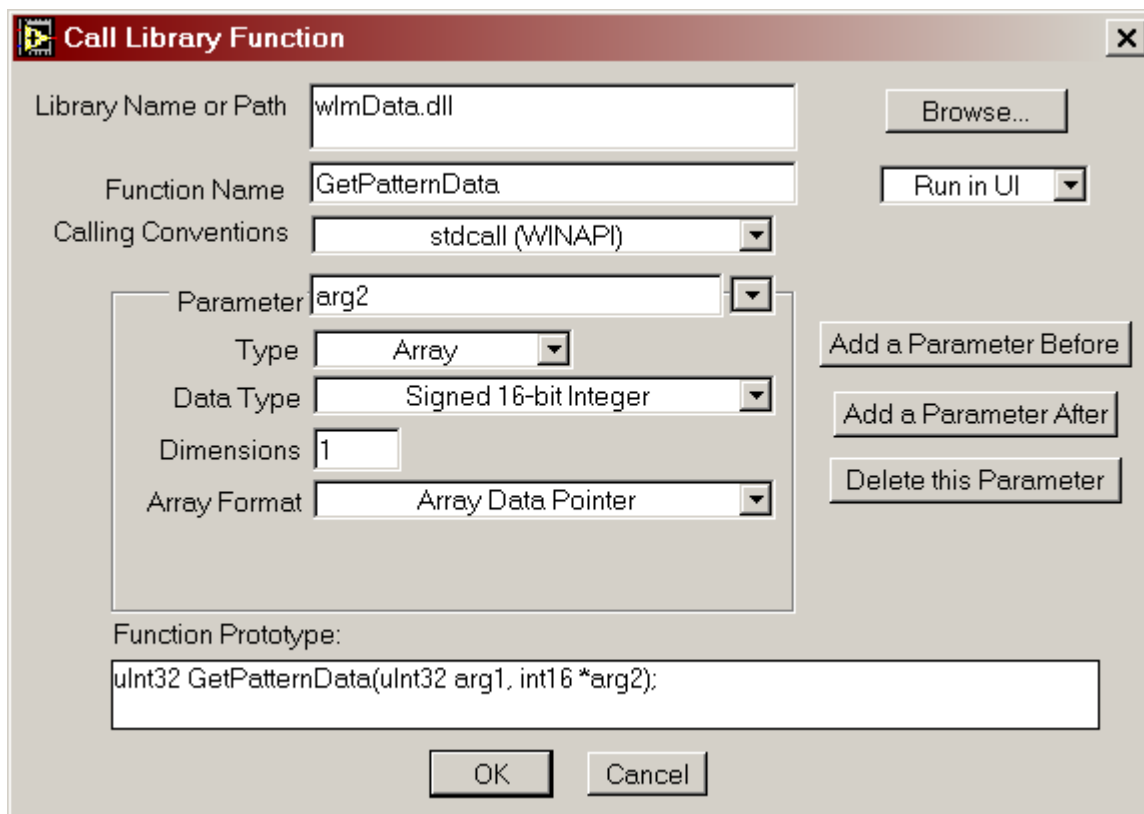 Call Library Function
Library Name or Path
wlmData.dll
Browse...
Function Name
GetPatternData
Run in UI
Calling Conventions
stdcall (WINAPI)
Parameter
arg2
Type
Array
Add a Parameter Before
Data Type
Signed 16-bit Integer
Add a Parameter After
Dimensions
1
Delete this Parameter
Array Format
Array Data Pointer
Function Prototype:
uInt32 GetPatternData(uInt32 arg1, int16 *arg2);
OK
Cancel